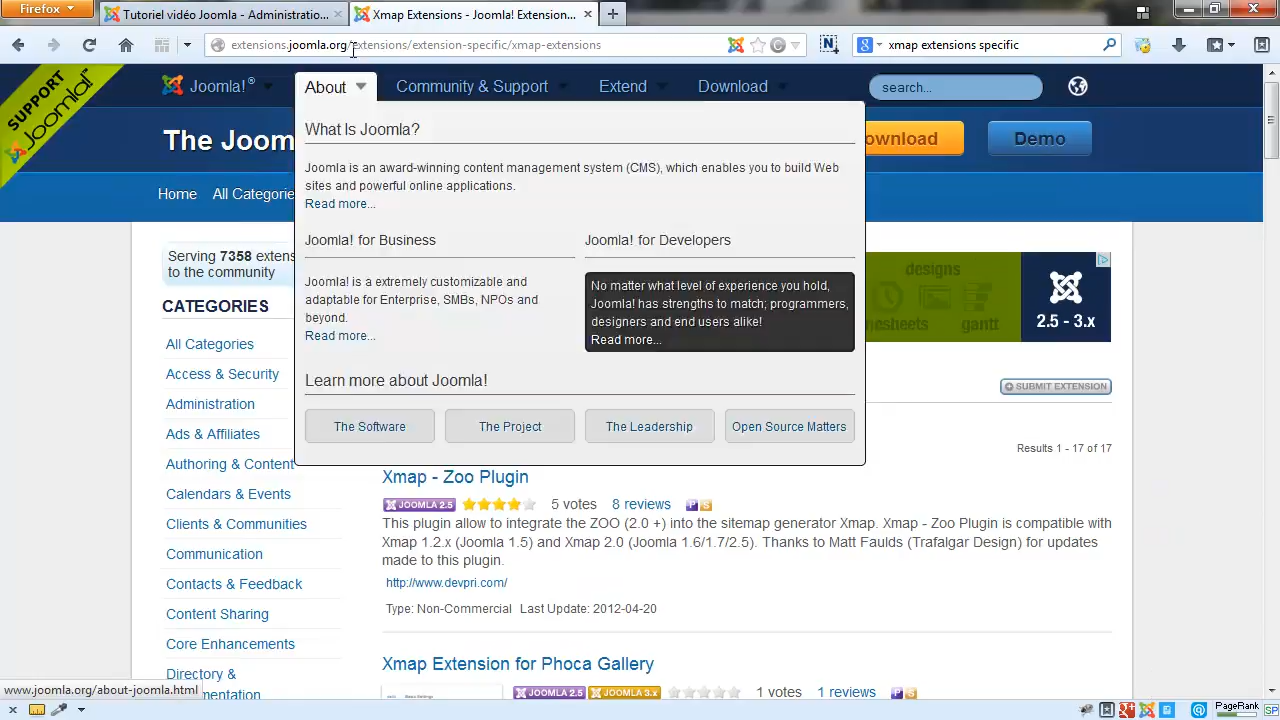 Firefox
Tutoriel vidéo Joomla - Administratio...
Xmap Extensions - Joomla! Extension...
extensions.joomla.org/extensions/extension-specific/xmap-extensions
xmap extensions specific
SUPPORT
Joomla!
Joomla!®
About
Community & Support
Extend
Download
search...
The Joom
ownload
Demo
Home
All Categorie
What Is Joomla?
Joomla is an award-winning content management system (CMS), which enables you to build Web
sites and powerful online applications.
Read more...
Joomla! for Business
Joomla! is a extremely customizable and
adaptable for Enterprise, SMBs, NPOs and
beyond.
Read more...
Joomla! for Developers
No matter what level of experience you hold,
Joomla! has strengths to match; programmers,
designers and end users alike!
Read more...
Learn more about Joomla!
The Software
The Project
The Leadership
Open Source Matters
Serving 7358 extens
to the community
CATEGORIES
All Categories
Access & Security
Administration
Ads & Affiliates
Authoring & Content
Calendars & Events
Clients & Communities
Communication
Contacts & Feedback
Content Sharing
Core Enhancements
Directory &
designs
gantt
2.5 - 3.x
SUBMIT EXTENSION
Results 1 - 17 of 17
Xmap - Zoo Plugin
JOOMLA 2.5
5 votes
8 reviews
P S
This plugin allow to integrate the ZOO (2.0 +) into the sitemap generator Xmap. Xmap - Zoo Plugin is compatible with
Xmap 1.2.x (Joomla 1.5) and Xmap 2.0 (Joomla 1.6/1.7/2.5). Thanks to Matt Faulds (Trafalgar Design) for updates
made to this plugin.
http://www.devpri.com/
Type: Non-Commercial Last Update: 2012-04-20
Xmap Extension for Phoca Gallery
JOOMLA 2.5
JOOMLA 3.x
1 votes
1 reviews
P S
www.joomla.org/about-joomla.html
PageRank
SP